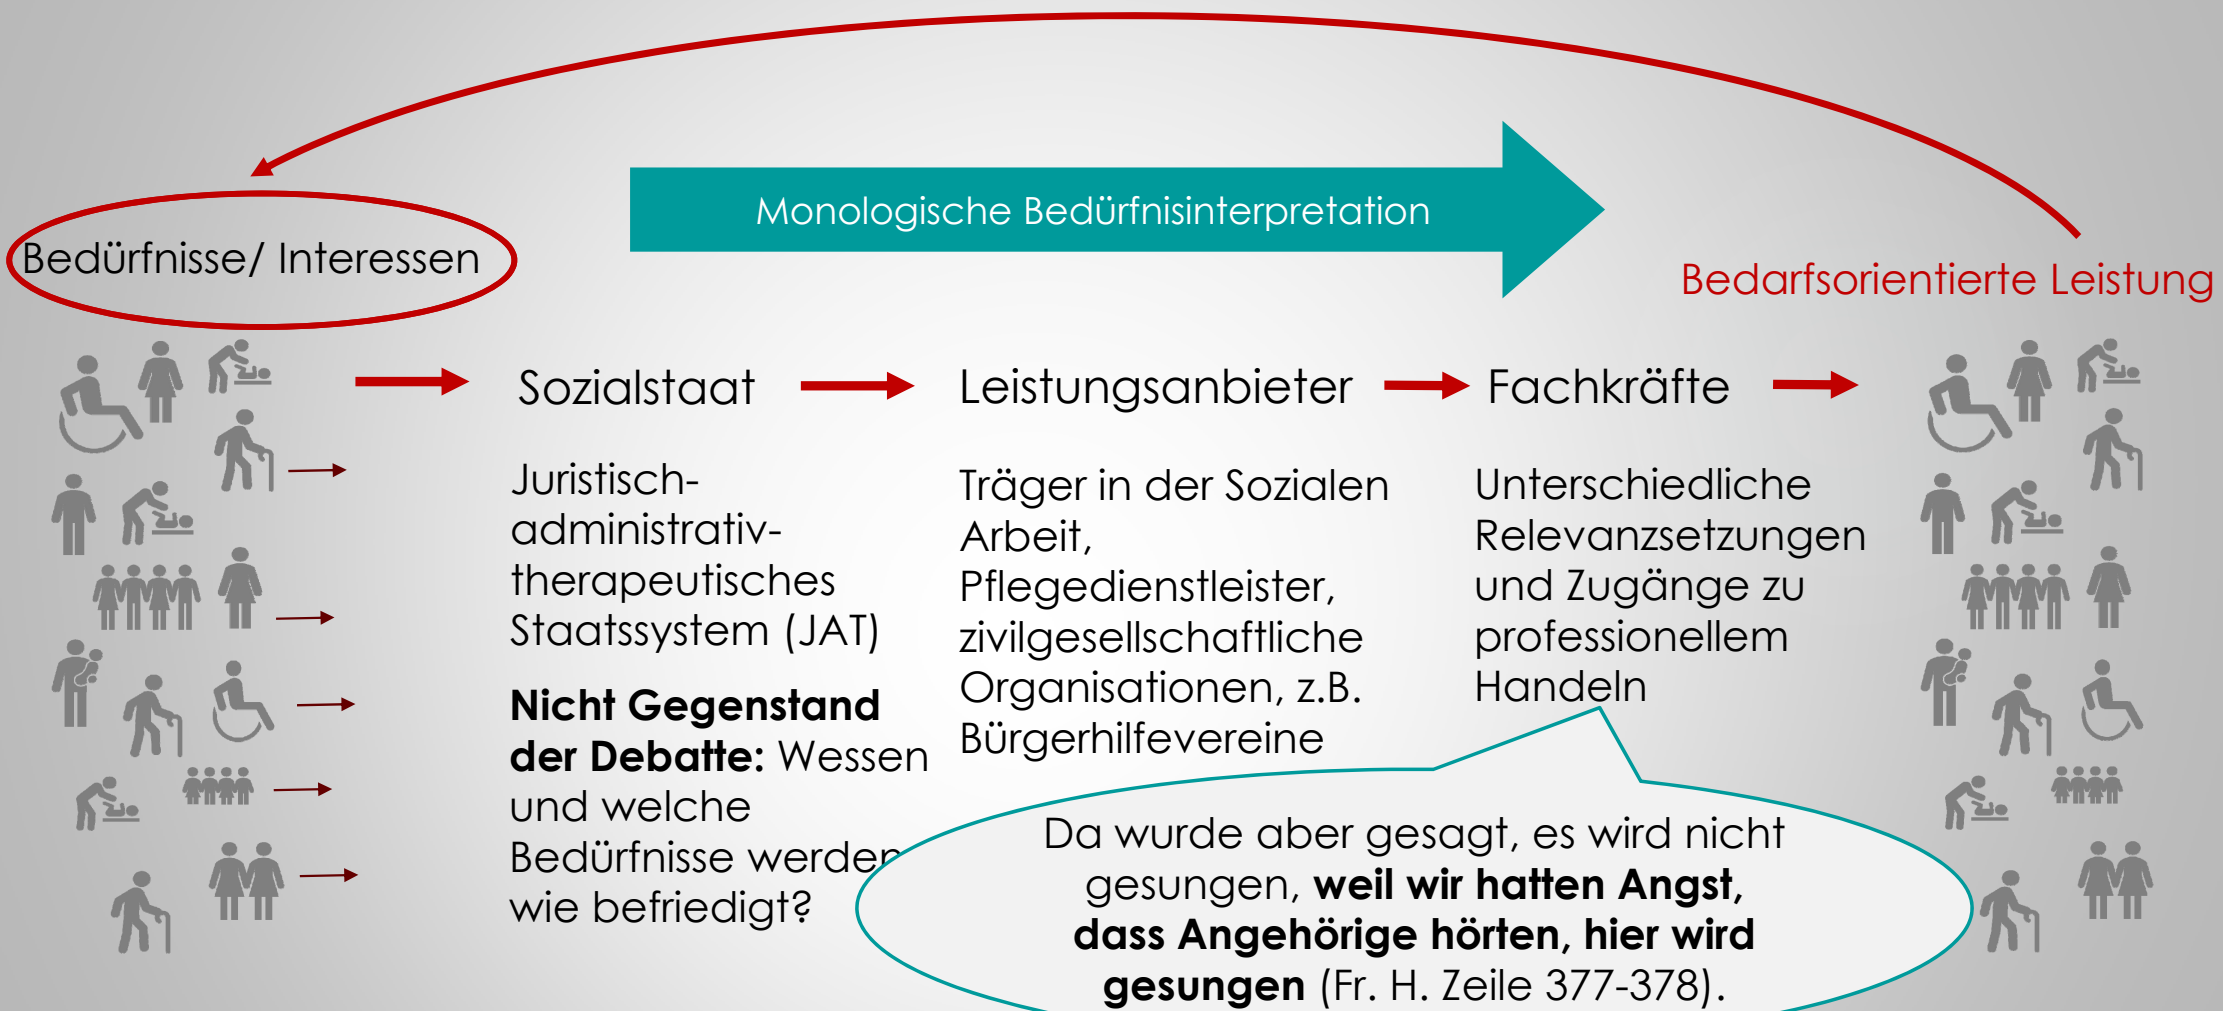 Monologische Bedürfnisinterpretation
Bedürfnisse/ Interessen
Bedarfsorientierte Leistung
Sozialstaat
Juristisch-
administrativ-
therapeutisches
Staatssystem (JAT)
Nicht Gegenstand
der Debatte: Wessen
und welche
Bedürfnisse werden
wie befriedigt?
Leistungsanbieter
Träger in der Sozialen
Arbeit,
Pflegedienstleister,
zivilgesellschaftliche
Organisationen, z.B.
Bürgerhilfevereine
Fachkräfte
Unterschiedliche
Relevanzsetzungen
und Zugänge zu
professionellem
Handeln
Da wurde aber gesagt, es wird nicht
gesungen, weil wir hatten Angst,
dass Angehörige hörten, hier wird
gesungen (Fr. H. Zeile 377-378).